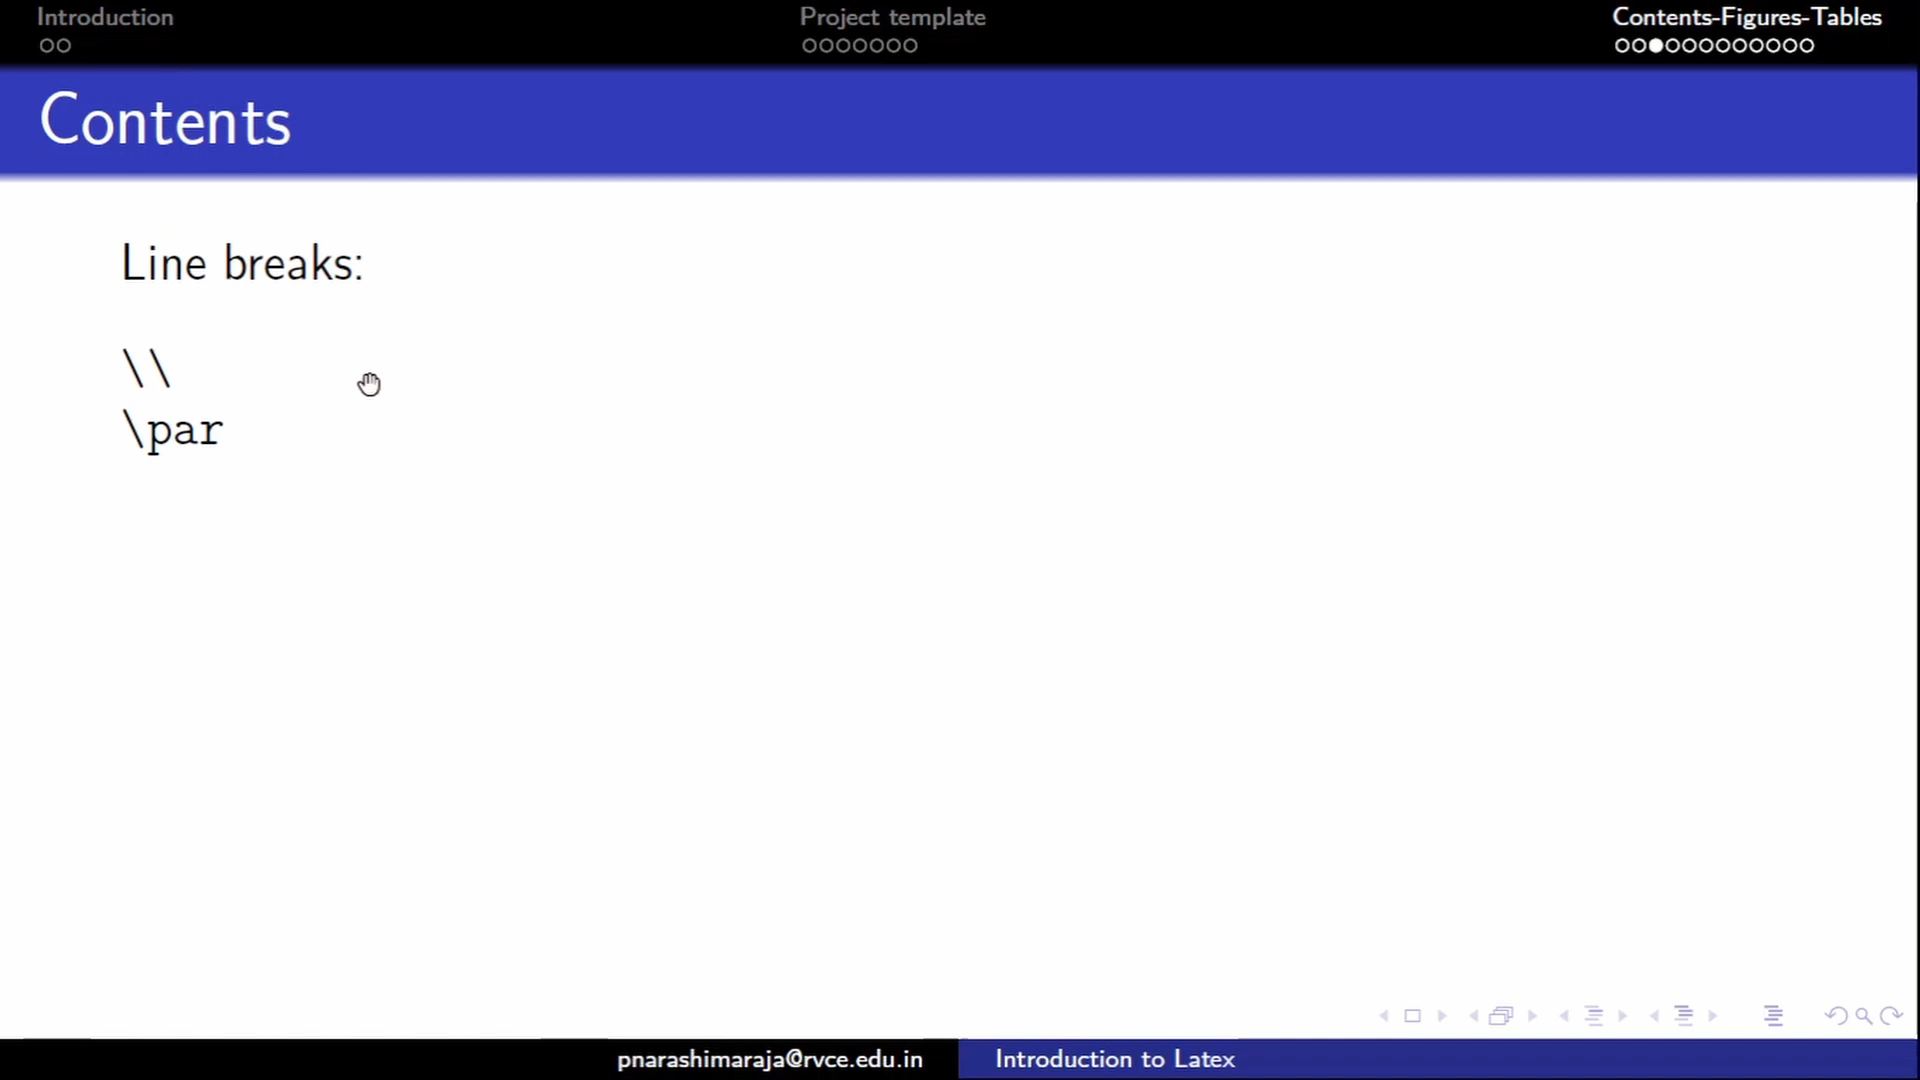 Introduction
Project template
Contents-Figures-Tables
Contents
Line breaks:
\\
\par
pnarashimaraja@rvce.edu.in
Introduction to Latex